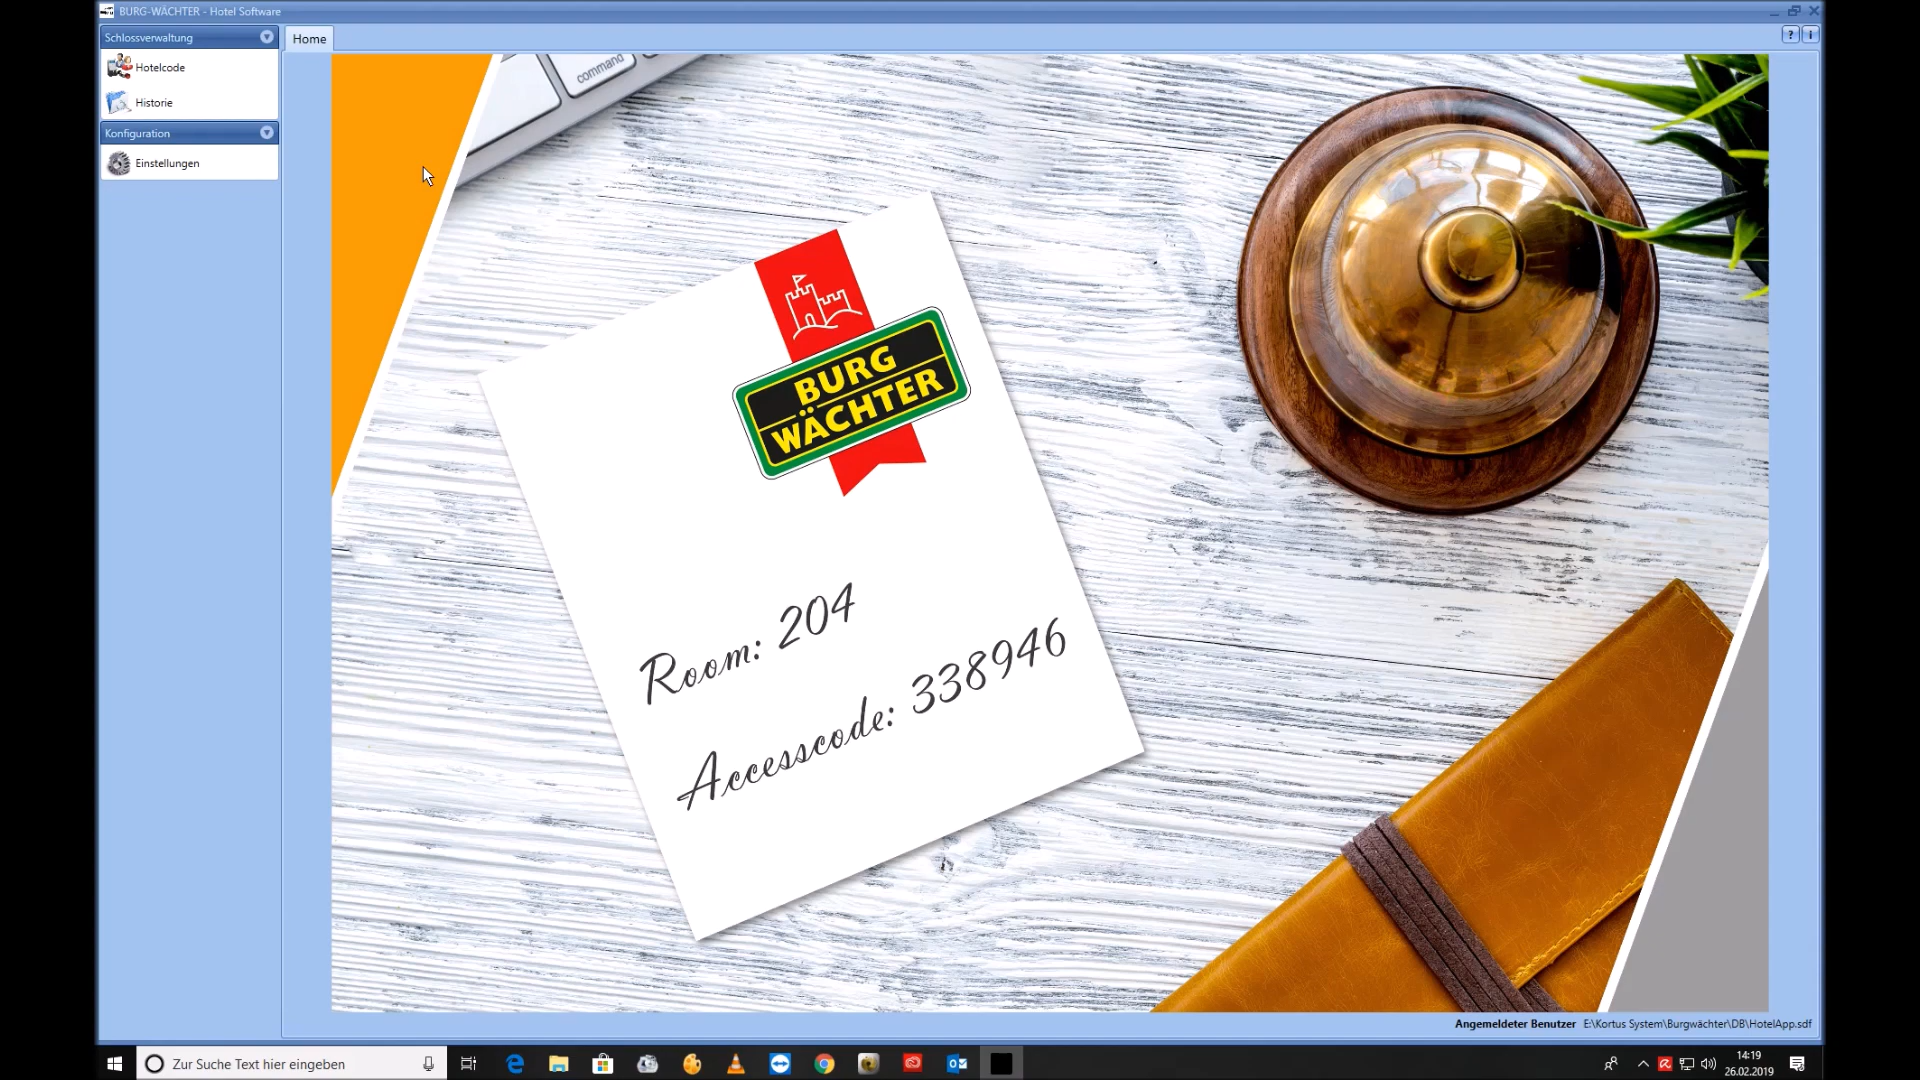 BURG-WÄCHTER - Hotel Software
Schlossverwaltung
Hotelcode
Historie
Konfiguration
Einstellungen
Home
? i
command
BURG
WÄCHTER
Room: 204
Accesscode: 338946
Angemeldeter Benutzer E:\Kortus System\Burgwächter\DB\HotelApp.sdf
Zur Suche Text hier eingeben
14:19
26.02.2019